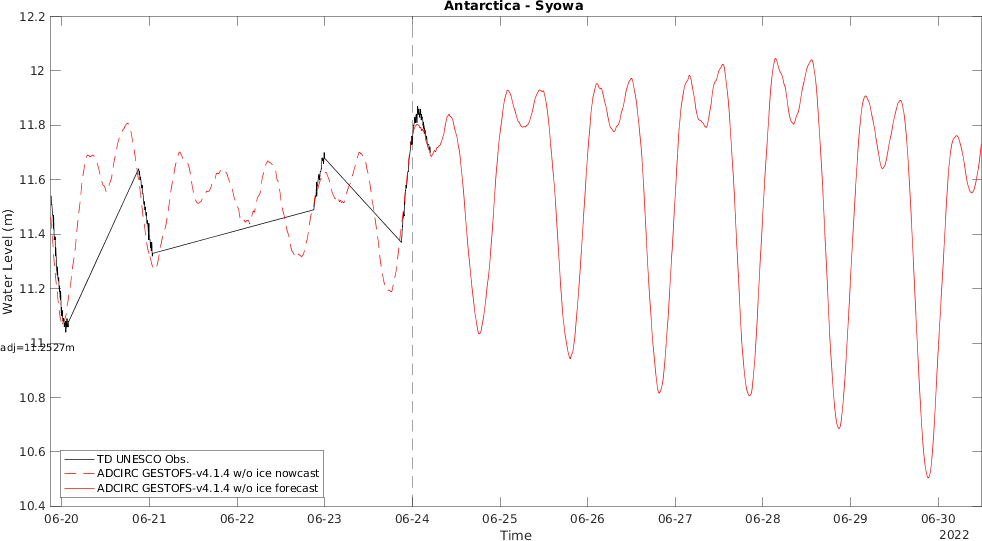 Antarctica - Syowa
12.2
12
11.8
11.6
11.4
11.2
11
10.8
10.6
10.4
Water Level (m)
adj=11.2527m
TD UNESCO Obs.
ADCIRC GESTOFS-v4.1.4 w/o ice nowcast
ADCIRC GESTOFS-v4.1.4 w/o ice forecast
06-20 06-21 06-22 06-23 06-24 06-25 06-26 06-27 06-28 06-29 06-30
Time
2022